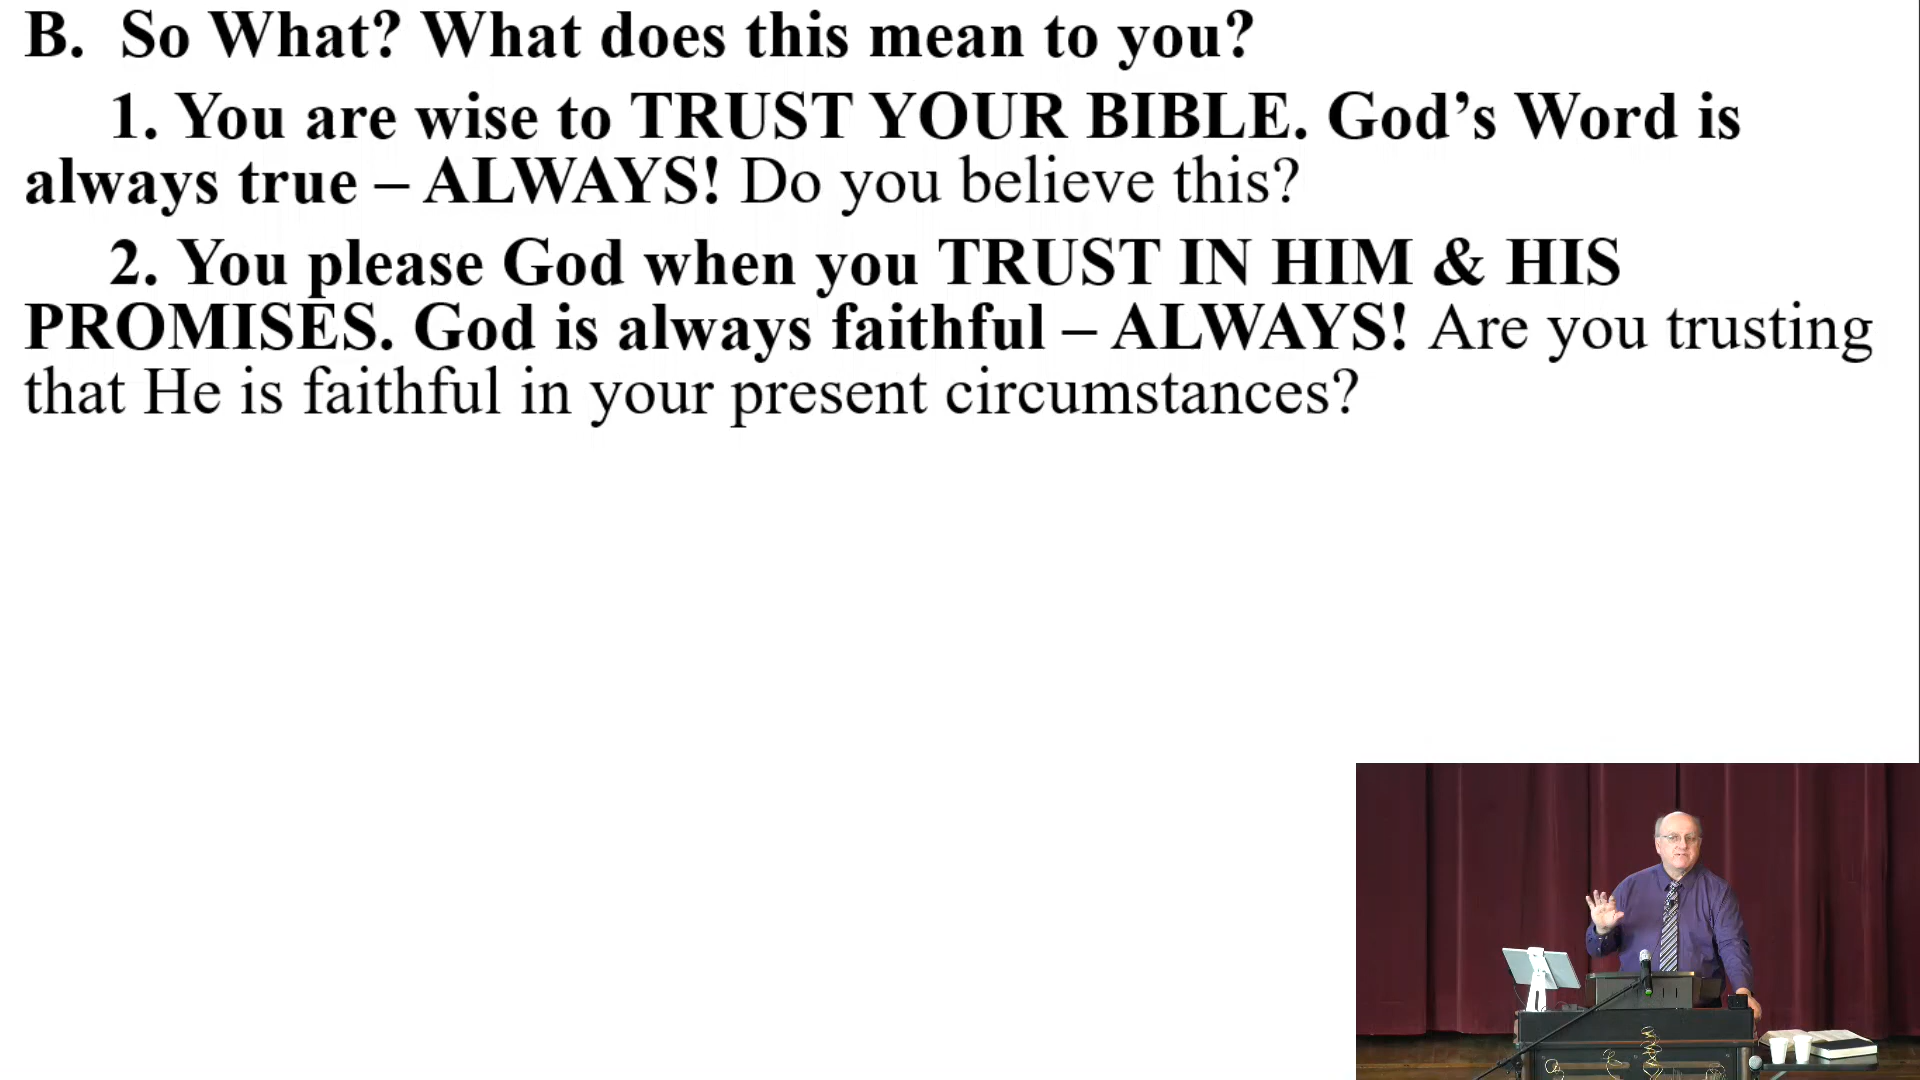 B. So What? What does this mean to you?
1. You are wise to TRUST YOUR BIBLE. God’s Word is
always true – ALWAYS! Do you believe this?
2. You please God when you TRUST IN HIM & HIS
PROMISES. God is always faithful – ALWAYS! Are you trusting
that He is faithful in your present circumstances?